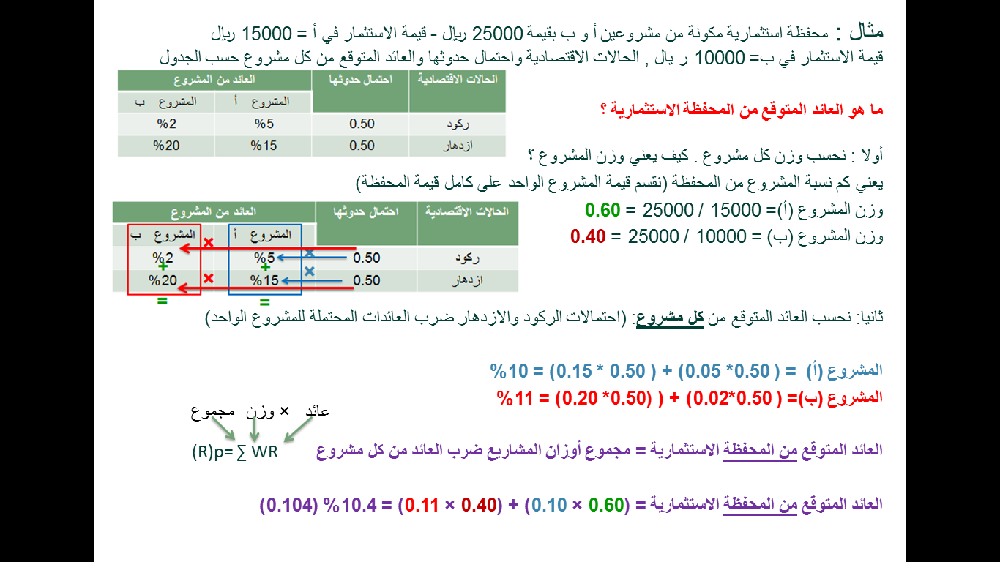 مثال : محفظة استثمارية مكونة من مشروعين أ و ب بقيمة 25000 ريال - قيمة الاستثمار في أ = 15000 ريال
قيمة الاستثمار في ب= 10000 ر يال , الحالات الاقتصادية واحتمال حدوثها والعائد المتوقع من كل مشروع حسب الجدول
الحالات الاقتصادية احتمال حدوثها العائد من المشروع
المشروع أ المشروع ب
ركود 0.50 %5 %2
ازدهار 0.50 %15 %20
ما هو العائد المتوقع من المحفظة الاستثمارية ؟
أولا : نحسب وزن كل مشروع . كيف يعني وزن المشروع ؟
يعني كم نسبة المشروع من المحفظة (نقسم قيمة المشروع الواحد على كامل قيمة المحفظة)
وزن المشروع (أ)= 15000 / 25000 = 0.60
وزن المشروع (ب) = 10000 / 25000 = 0.40
الحالات الاقتصادية احتمال حدوثها العائد من المشروع
المشروع أ المشروع ب
ركود 0.50 × %5 × %2
+ +
ازدهار 0.50 × %15 × %20
= =
ثانيا: نحسب العائد المتوقع من كل مشروع: (احتمالات الركود والازدهار ضرب العائدات المحتملة للمشروع الواحد)
المشروع (أ) = ( 0.50* 0.05) + ( 0.50 * 0.15) = 10%
المشروع (ب)= ( 0.50*0.02) + ( (0.50* 0.20) = 11%
عائد × وزن مجموع
العائد المتوقع من المحفظة الاستثمارية = مجموع أوزان المشاريع ضرب العائد من كل مشروع
(R)p= ∑ WR
العائد المتوقع من المحفظة الاستثمارية = (0.60 × 0.10) + (0.40 × 0.11) = 10.4% (0.104)